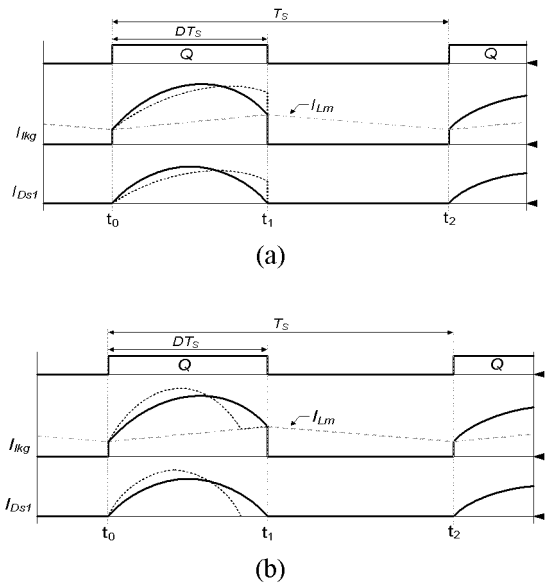 T_S
DT_S
Q Q
I_Lm
I_lkg
I_Ds1
t_0 t_1 t_2
(a)
T_S
DT_S
Q Q
I_Lm
I_lkg
I_Ds1
t_0 t_1 t_2
(b)